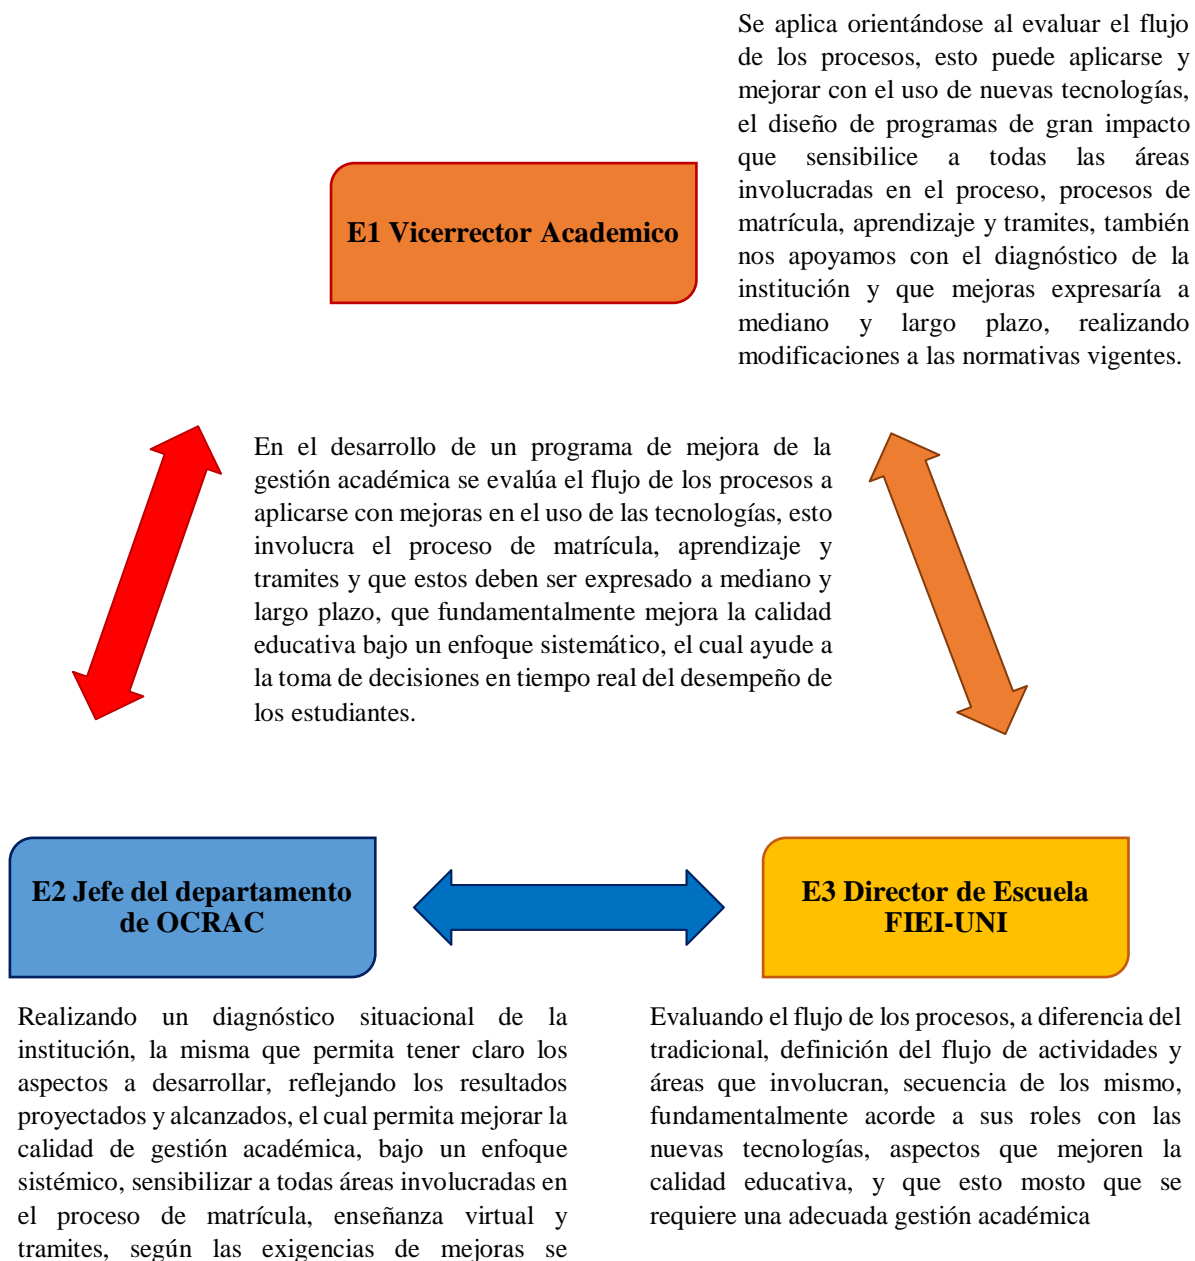 Se aplica orientándose al evaluar el flujo
de los procesos, esto puede aplicarse y
mejorar con el uso de nuevas tecnologías,
el diseño de programas de gran impacto
que sensibilice a todas las áreas
involucradas en el proceso, procesos de
matrícula, aprendizaje y tramites, también
nos apoyamos con el diagnóstico de la
institución y que mejoras expresaría a
mediano y largo plazo, realizando
modificaciones a las normativas vigentes.
E1 Vicerrector Academico
En el desarrollo de un programa de mejora de la
gestión académica se evalúa el flujo de los procesos a
aplicarse con mejoras en el uso de las tecnologías, esto
involucra el proceso de matrícula, aprendizaje y
tramites y que estos deben ser expresado a mediano y
largo plazo, que fundamentalmente mejora la calidad
educativa bajo un enfoque sistemático, el cual ayude a
la toma de decisiones en tiempo real del desempeño de
los estudiantes.
E2 Jefe del departamento
de OCRAC
E3 Director de Escuela
FIEI-UNI
Realizando un diagnóstico situacional de la
institución, la misma que permita tener claro los
aspectos a desarrollar, reflejando los resultados
proyectados y alcanzados, el cual permita mejorar la
calidad de gestión académica, bajo un enfoque
sistémico, sensibilizar a todas áreas involucradas en
el proceso de matrícula, enseñanza virtual y
tramites, según las exigencias de mejoras se
Evaluando el flujo de los procesos, a diferencia del
tradicional, definición del flujo de actividades y
áreas que involucran, secuencia de los mismo,
fundamentalmente acorde a sus roles con las
nuevas tecnologías, aspectos que mejoren la
calidad educativa, y que esto mosto que se
requiere una adecuada gestión académica